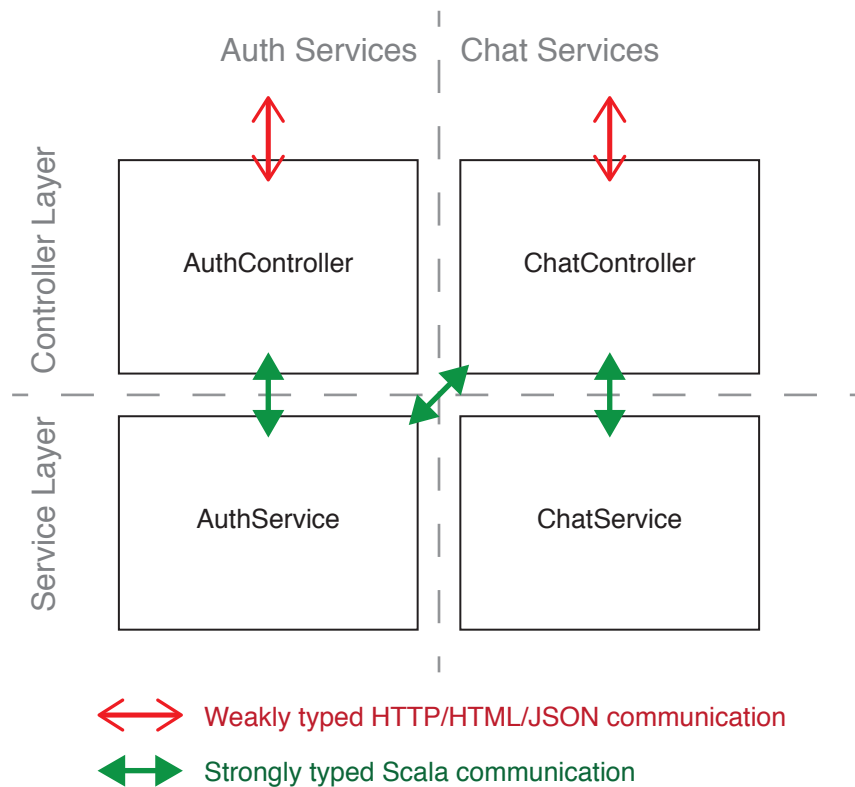 Auth Services
Chat Services
Controller Layer
AuthController
ChatController
Service Layer
AuthService
ChatService
Weakly typed HTTP/HTML/JSON communication
Strongly typed Scala communication